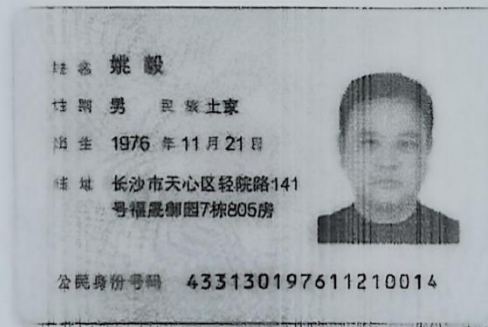 姓名 姚毅
性别 男 民族 土家
出生 1976 年 11 月 21 日
住址 长沙市天心区轻院路141
号福晟御园7栋805房
公民身份号码 433130197611210014